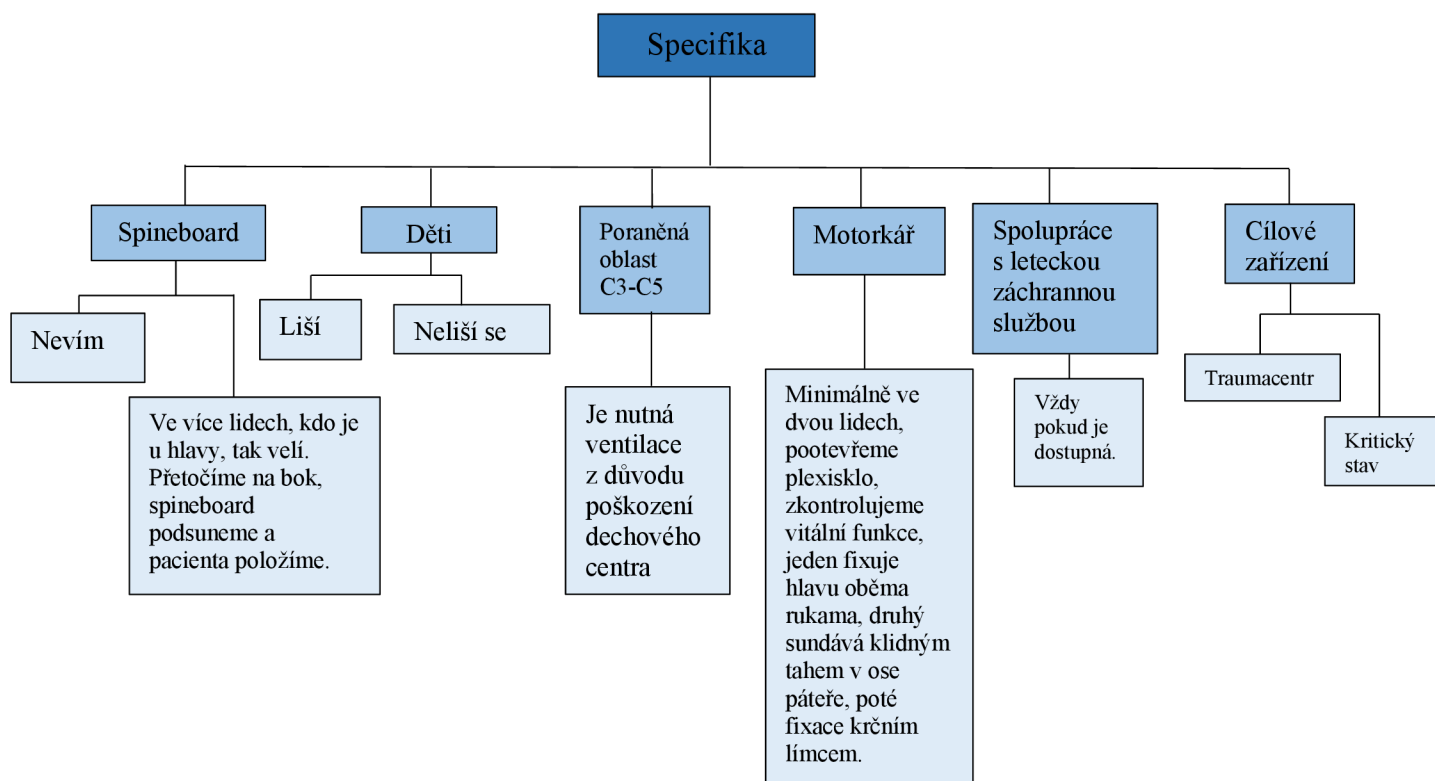 Specifika
Spineboard
Děti
Poraněná
oblast
C3-C5
Motorkář
Spolupráce
s leteckou
záchrannou
službou
Cílové
zařízení
Nevím
Liší
Neliší se
Ve více lidech, kdo je
u hlavy, tak velí.
Přetočíme na bok,
spineboard
podsuneme a
pacienta položíme.
Je nutná
ventilace
z důvodu
poškození
dechového
centra
Minimálně ve
dvou lidech,
pootevřeme
plexisklo,
zkontrolujeme
vitální funkce,
jeden fixuje
hlavu oběma
rukama, druhý
sundává klidným
tahem v ose
páteře, poté
fixace krčním
límcem.
Vždy
pokud je
dostupná.
Traumacentr
Kritický
stav